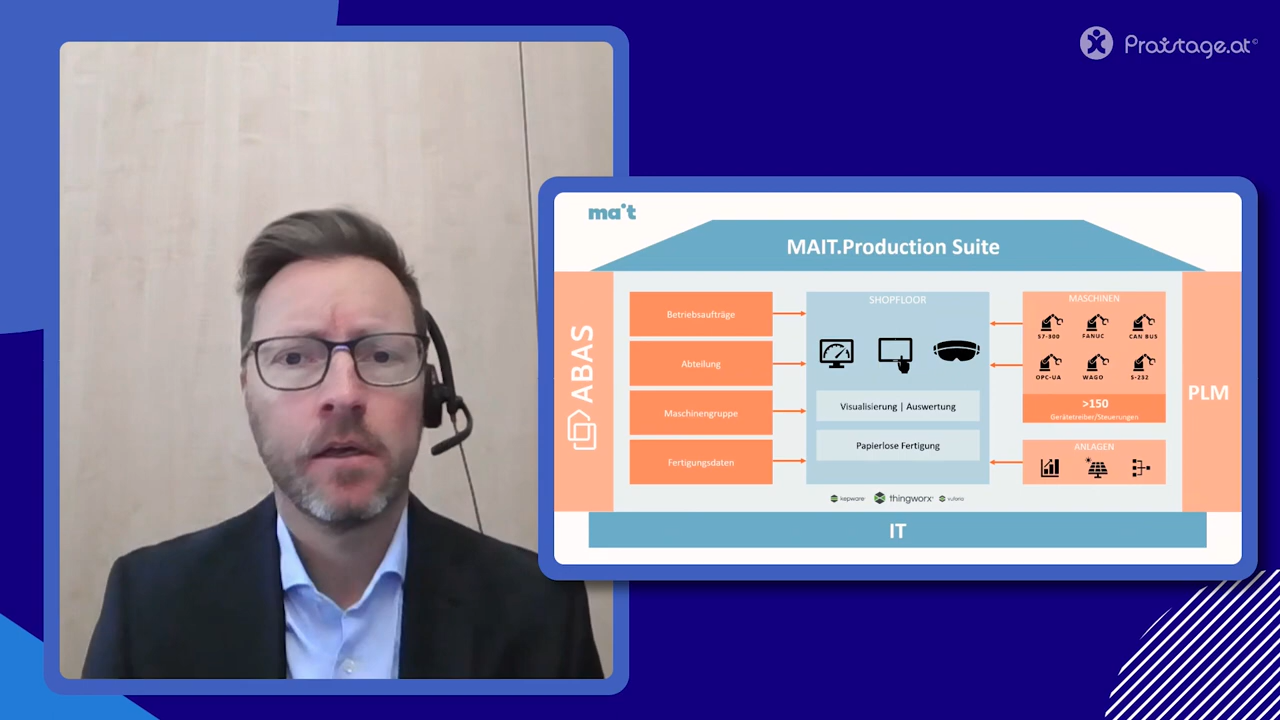 Praxistage.at
mait
MAIT.Production Suite
ABAS
Betriebsaufträge
Abteilung
Maschinengruppe
Fertigungsdaten
SHOPFLOOR
Visualisierung | Auswertung
Papierlose Fertigung
kepware
thingworx
vuforia
MASCHINEN
S7-300
FANUC
CAN BUS
OPC-UA
WAGO
S-232
>150
Gerätetreiber/Steuerungen
ANLAGEN
PLM
IT